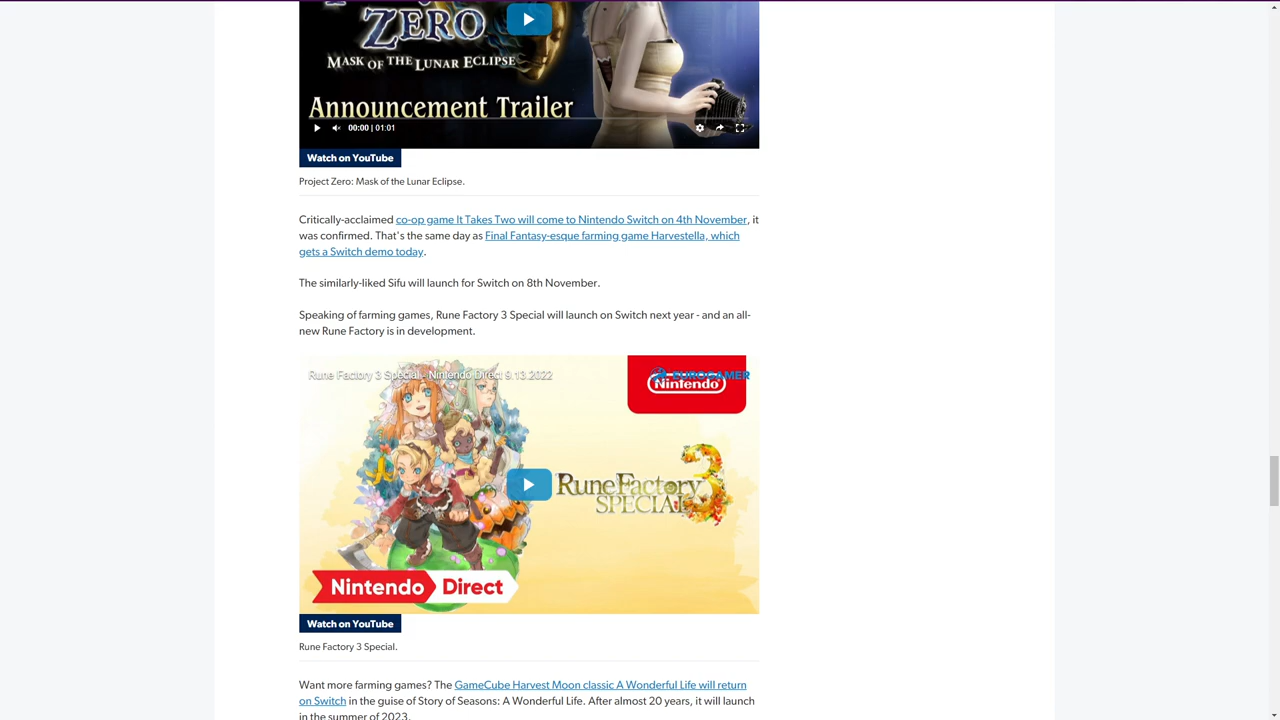 ZERO
MASK OF THE LUNAR ECLIPSE
Announcement Trailer
00:00 | 01:01
Watch on YouTube
Project Zero: Mask of the Lunar Eclipse.
Critically-acclaimed co-op game It Takes Two will come to Nintendo Switch on 4th November, it
was confirmed. That's the same day as Final Fantasy-esque farming game Harvestella, which
gets a Switch demo today.
The similarly-liked Sifu will launch for Switch on 8th November.
Speaking of farming games, Rune Factory 3 Special will launch on Switch next year - and an all-
new Rune Factory is in development.
Rune Factory 3 Special - Nintendo Direct 9.13.2022
EUROGAMER
Nintendo
Rune Factory 3
SPECIAL
Nintendo Direct
Watch on YouTube
Rune Factory 3 Special.
Want more farming games? The GameCube Harvest Moon classic A Wonderful Life will return
on Switch in the guise of Story of Seasons: A Wonderful Life. After almost 20 years, it will launch
in the summer of 2023.